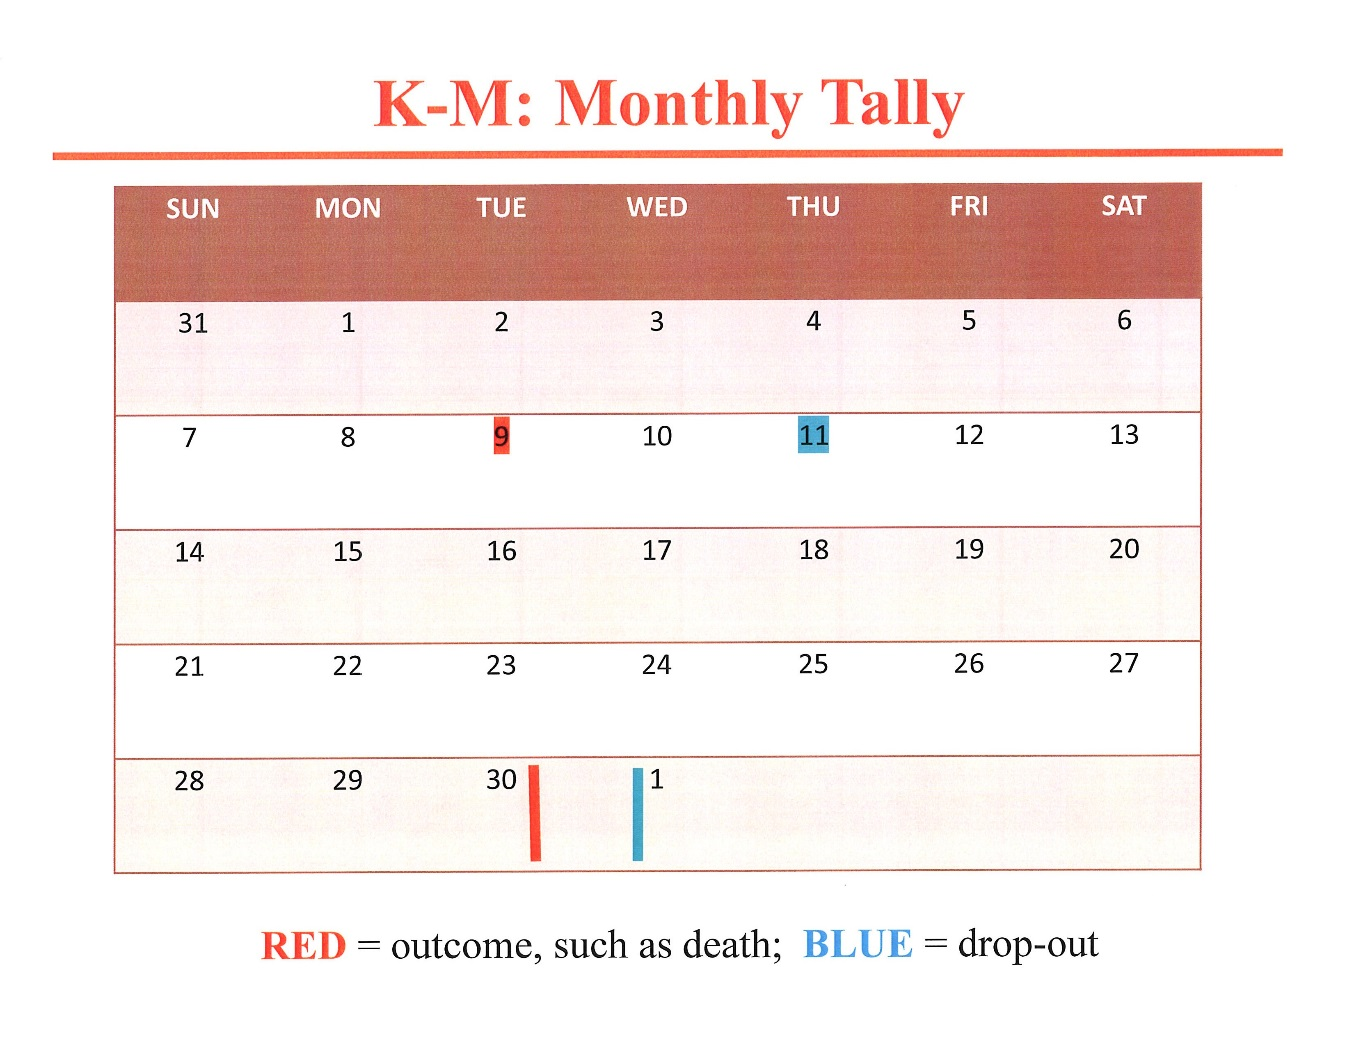 K-M: Monthly Tally
SUN MON TUE WED THU FRI SAT
31 1 2 3 4 5 6
7 8 9 10 11 12 13
14 15 16 17 18 19 20
21 22 23 24 25 26 27
28 29 30 1
RED = outcome, such as death; BLUE = drop-out